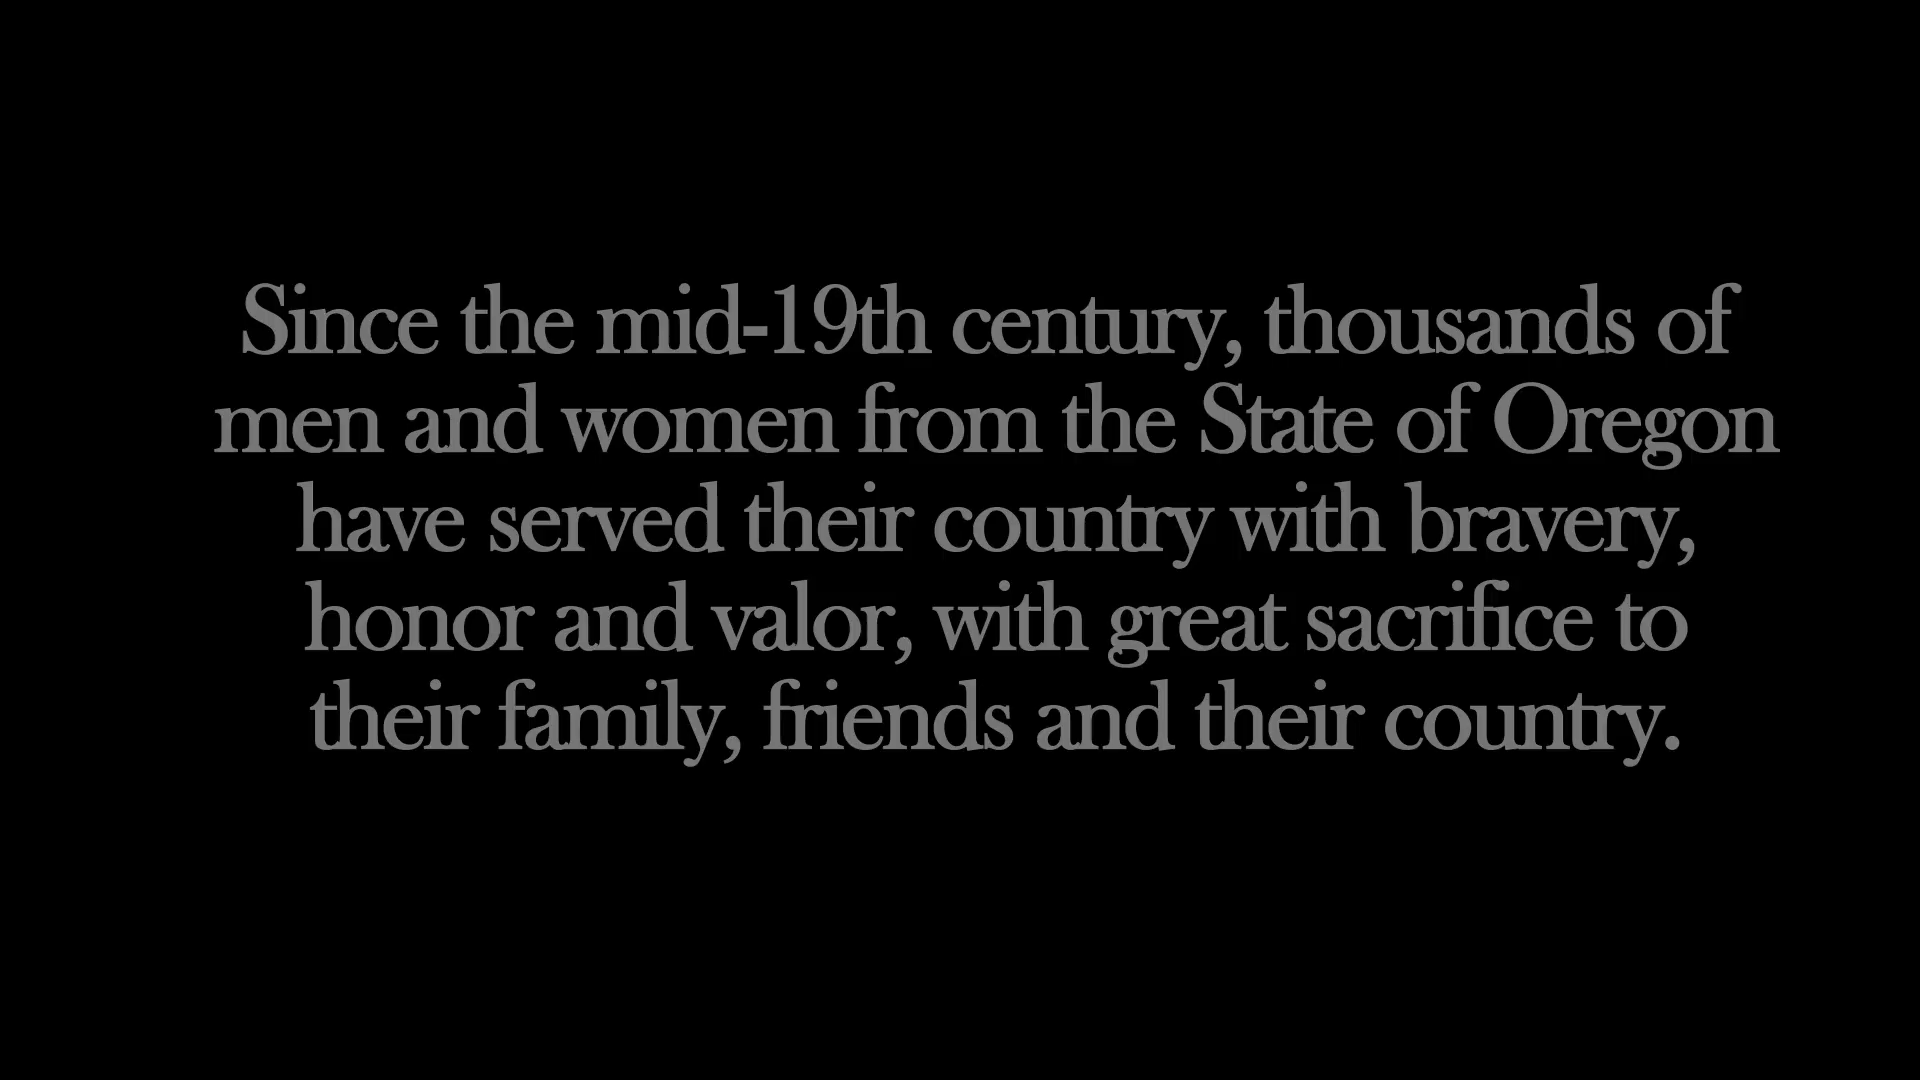 Since the mid-19th century, thousands of
men and women from the State of Oregon
have served their country with bravery,
honor and valor, with great sacrifice to
their family, friends and their country.